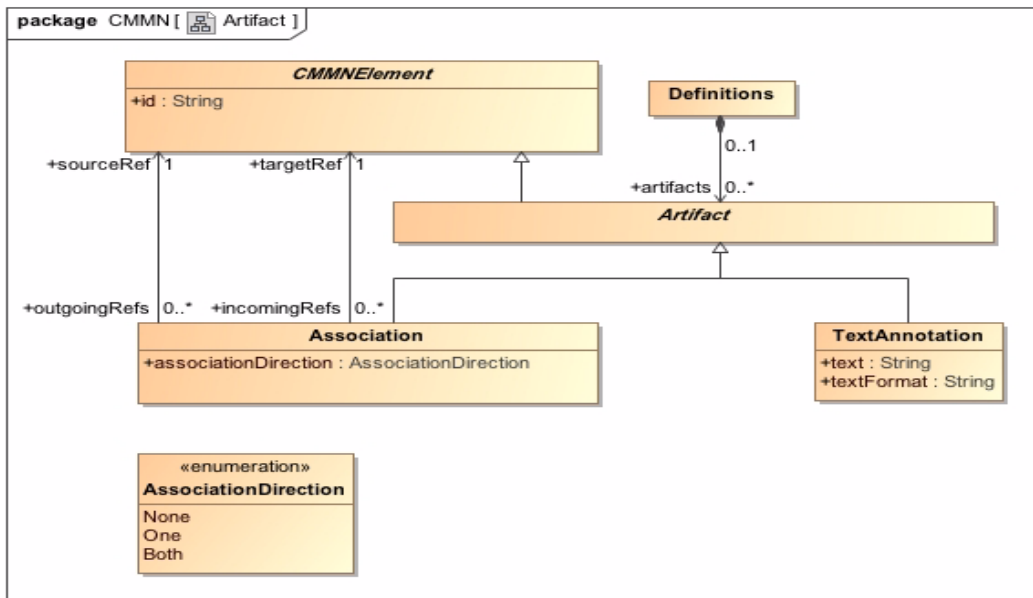 package CMMN [ Artifact ]
CMMNElement
+id : String
Definitions
0..1
+sourceRef 1
+targetRef 1
+artifacts 0..*
Artifact
+outgoingRefs 0..*
+incomingRefs 0..*
Association
+associationDirection : AssociationDirection
TextAnnotation
+text : String
+textFormat : String
«enumeration»
AssociationDirection
None
One
Both